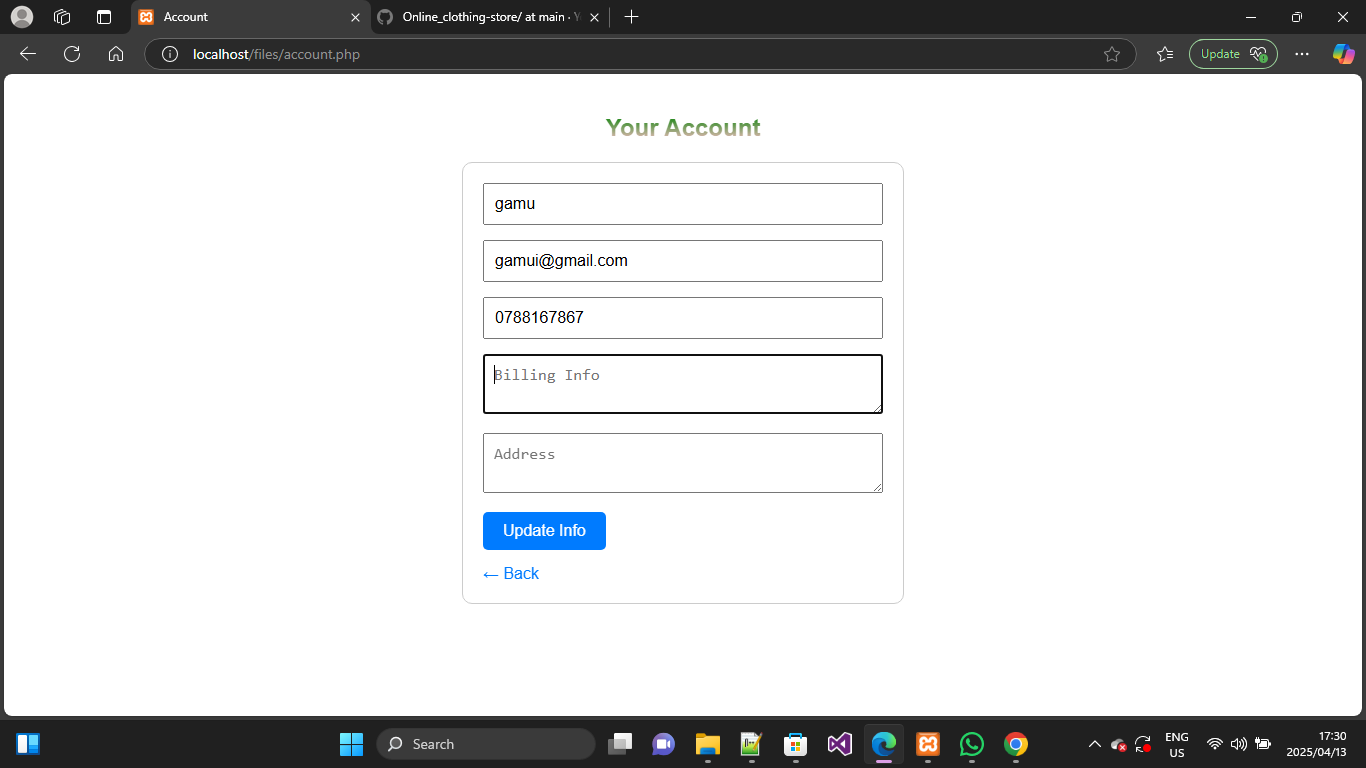 Account
Online_clothing-store/ at main · Y
localhost/files/account.php
Update
Your Account
gamu
gamui@gmail.com
0788167867
Billing Info
Address
Update Info
← Back
Search
ENG
US
17:30
2025/04/13